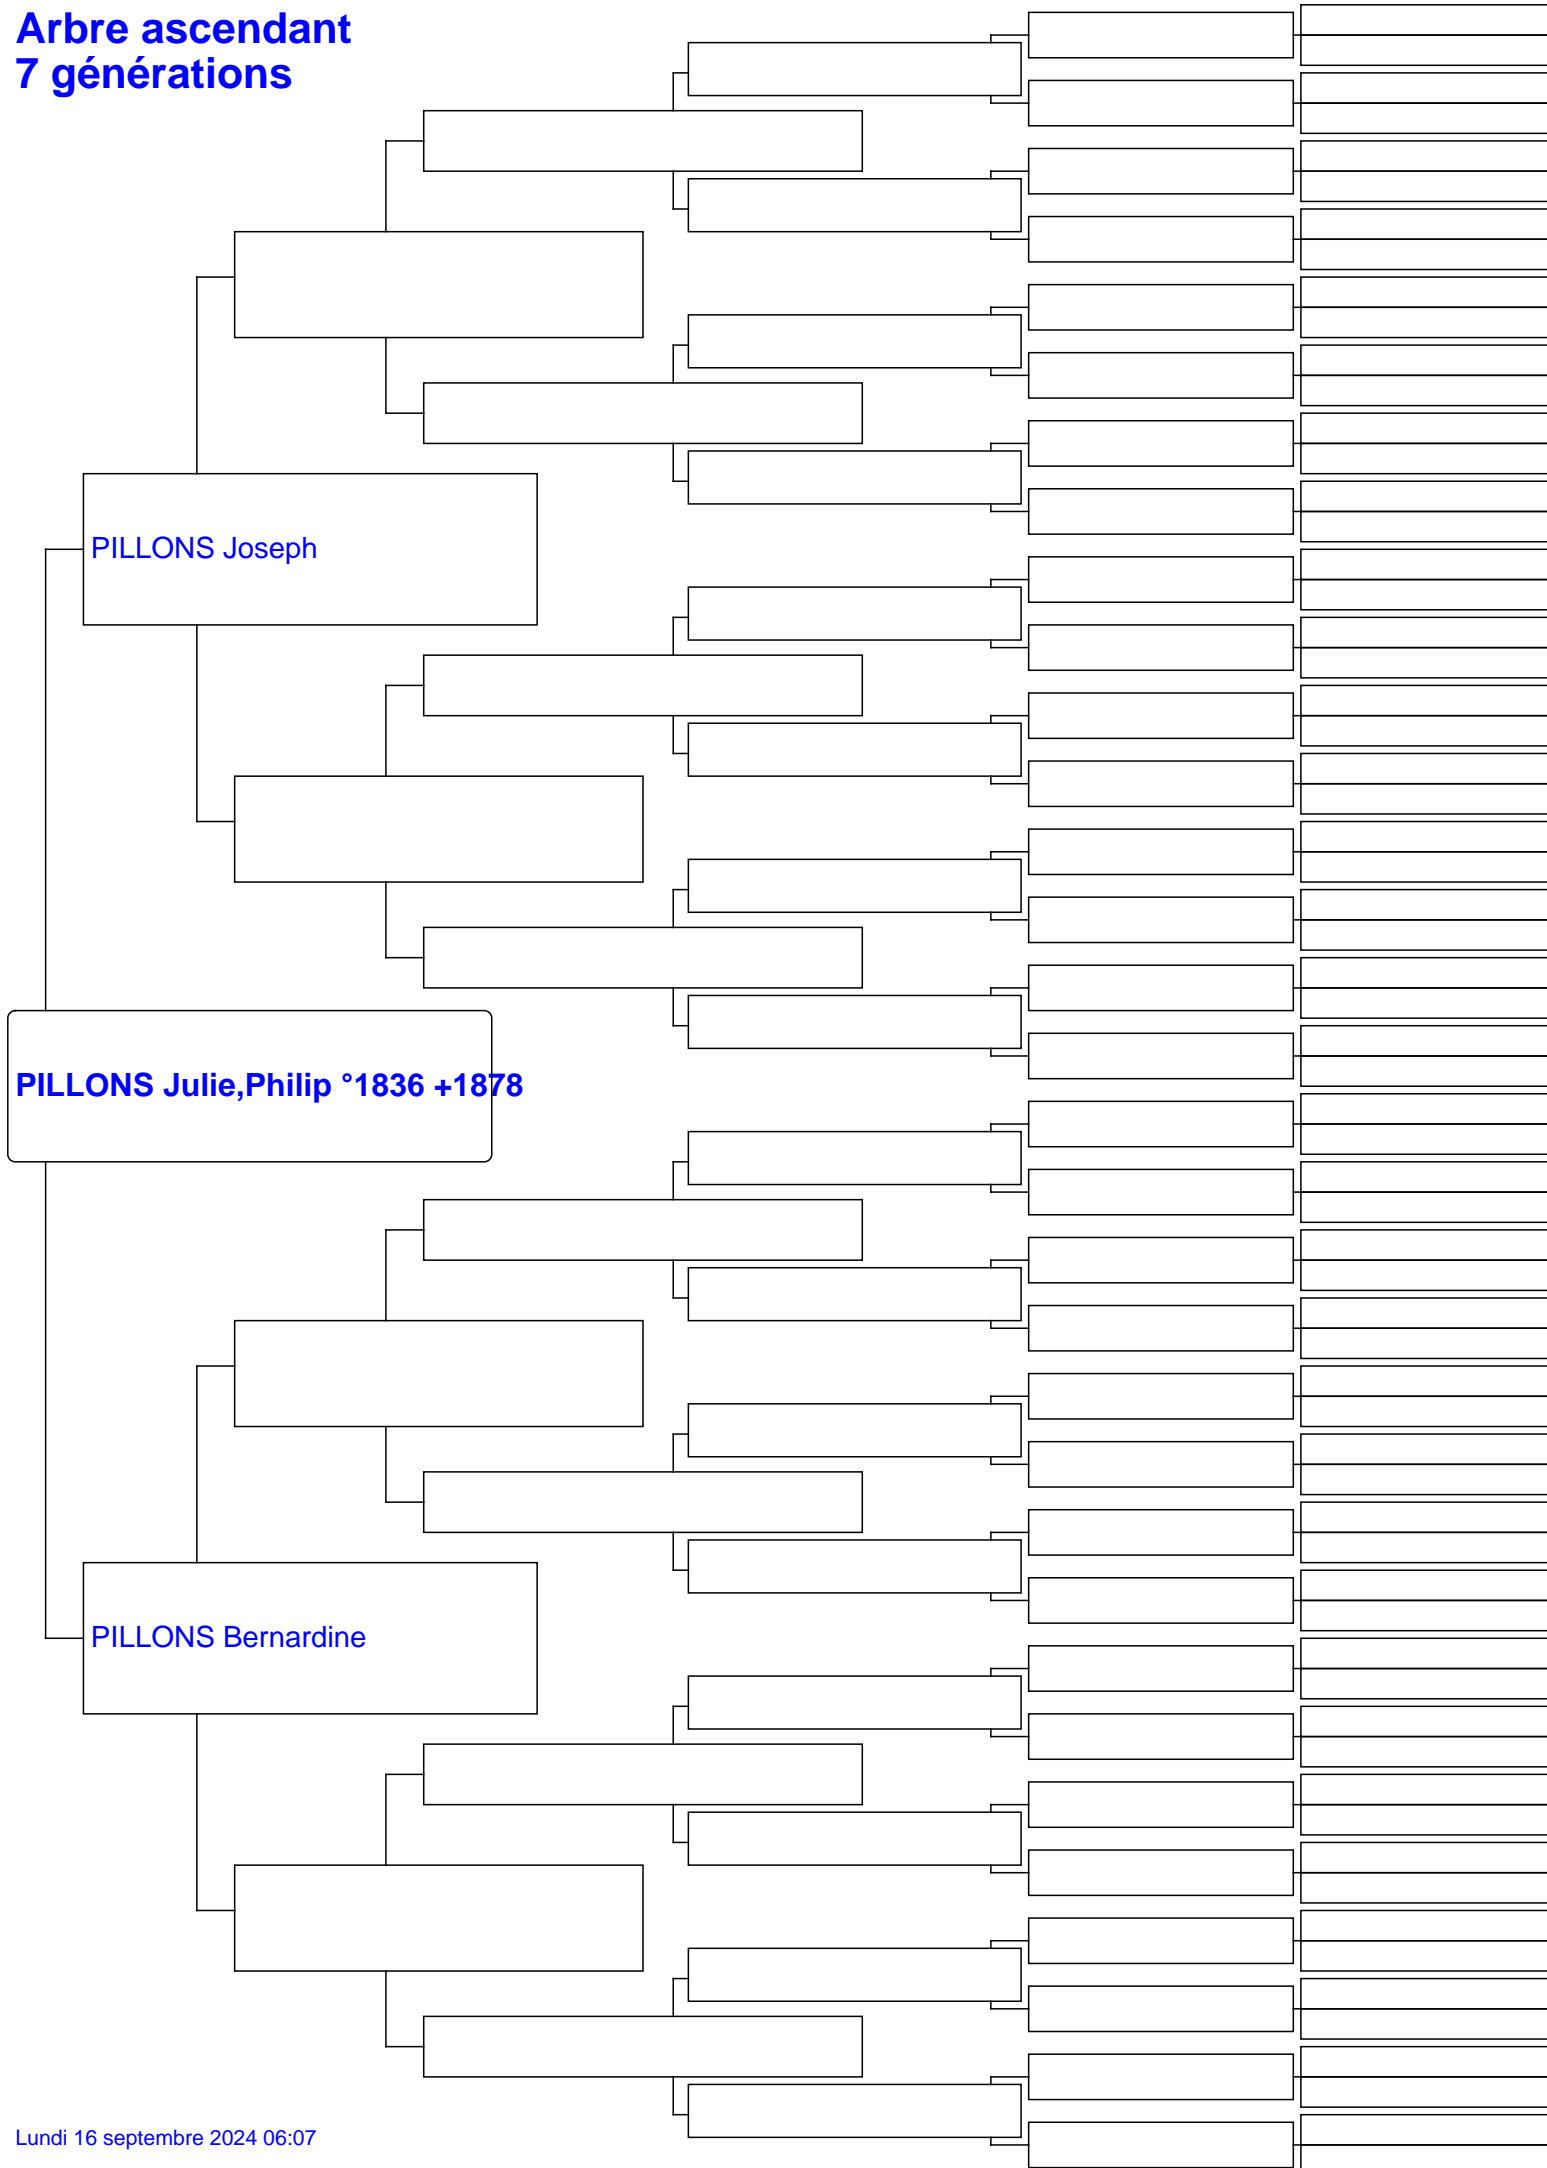 Arbre ascendant
7 générations
PILLONS Joseph
PILLONS Julie,Philip °1836 +1878
PILLONS Bernardine
Lundi 16 septembre 2024 06:07